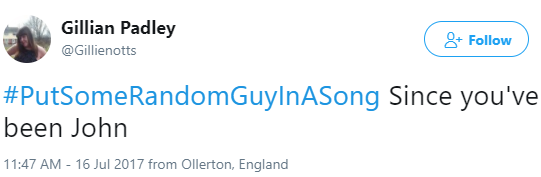 Gillian Padley
@Gillienotts
Follow
#PutSomeRandomGuyInASong Since you've
been John
11:47 AM - 16 Jul 2017 from Ollerton, England